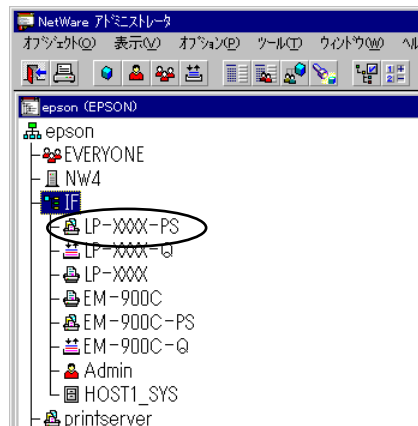 NetWare アドミニストレータ
オブジェクト(O) 表示(V) オプション(P) ツール(T) ウィンドウ(W) ヘル
epson (EPSON)
epson
EVERYONE
NW4
IF
LP-XXXX-PS
LP-XXXX-Q
LP-XXXX
EM-900C
EM-900C-PS
EM-900C-Q
Admin
HOST1_SYS
printserver